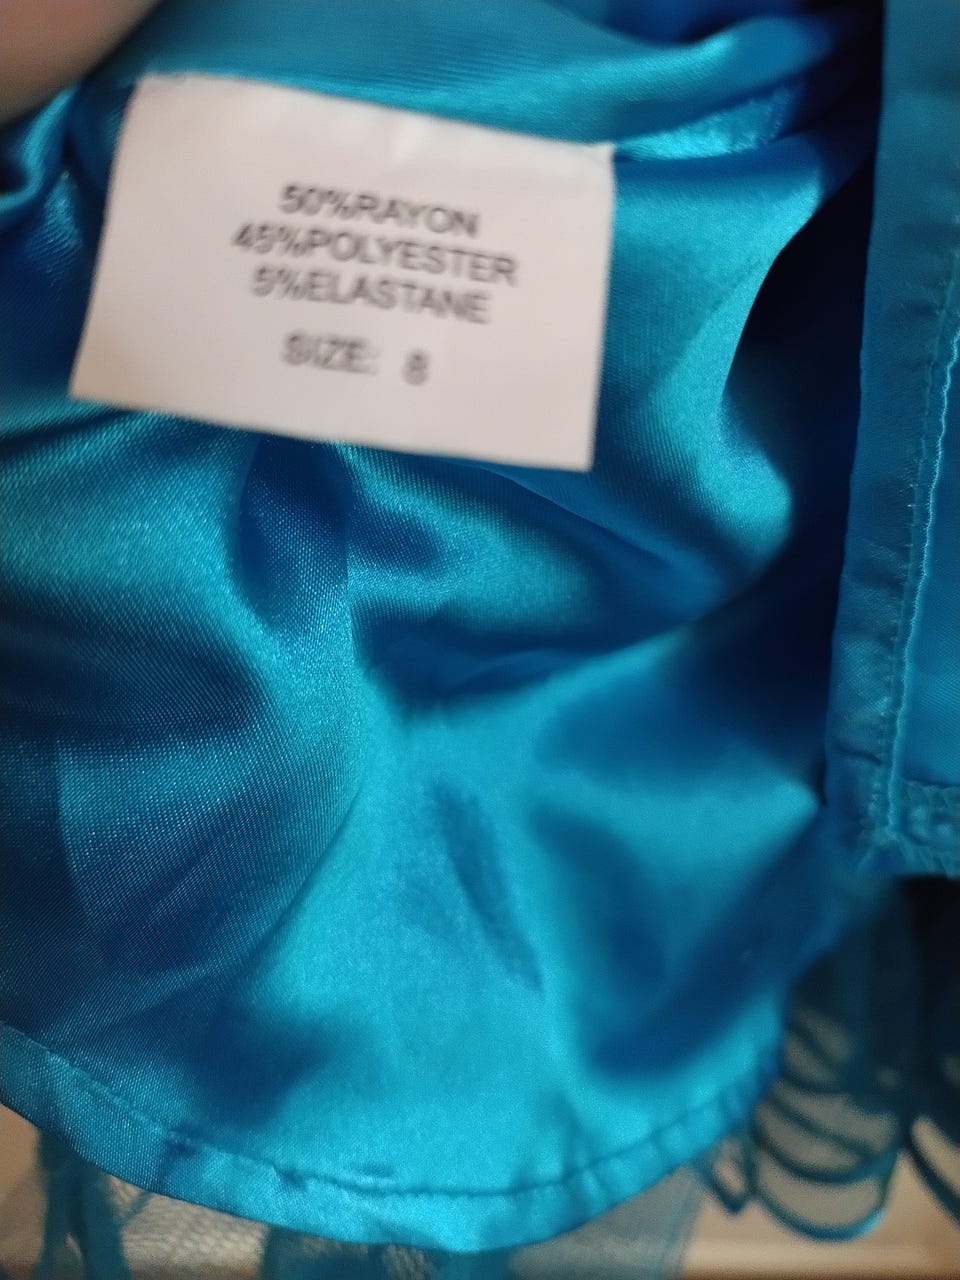 50%RAYON
45%POLYESTER
5%ELASTANE
SIZE: 8